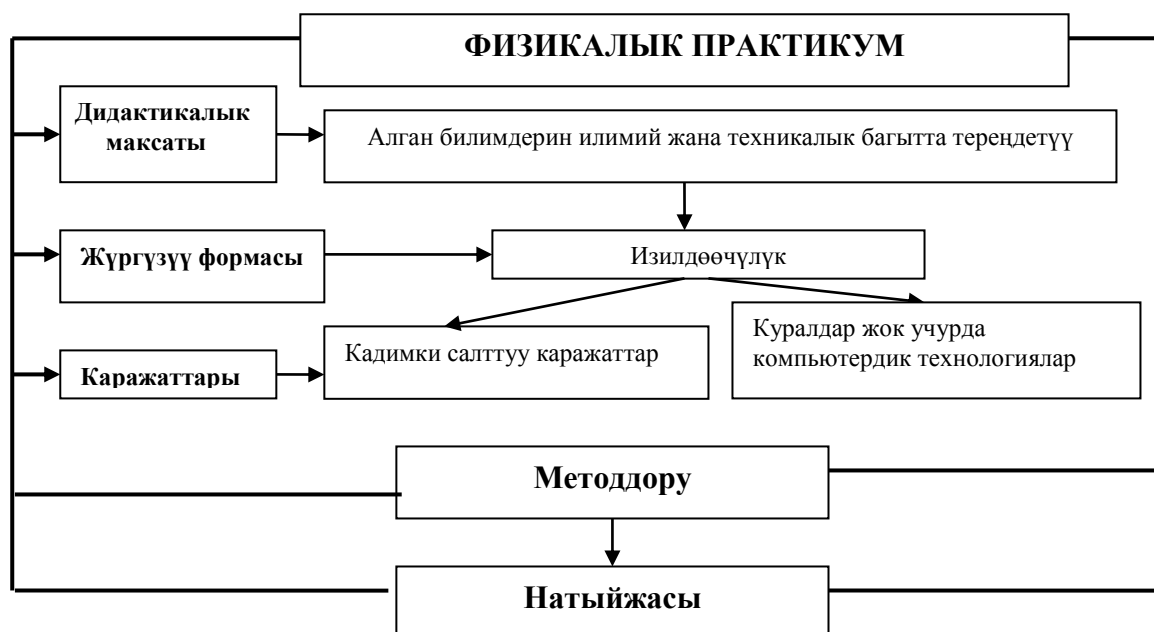 ФИЗИКАЛЫК ПРАКТИКУМ
Дидактикалык
максаты
Алган билимдерин илимий жана техникалык багытта тереңдетүү
Жүргүзүү формасы
Изилдөөчүлүк
Каражаттары
Кадимки салттуу каражаттар
Куралдар жок учурда
компьютердик технологиялар
Методдору
Натыйжасы